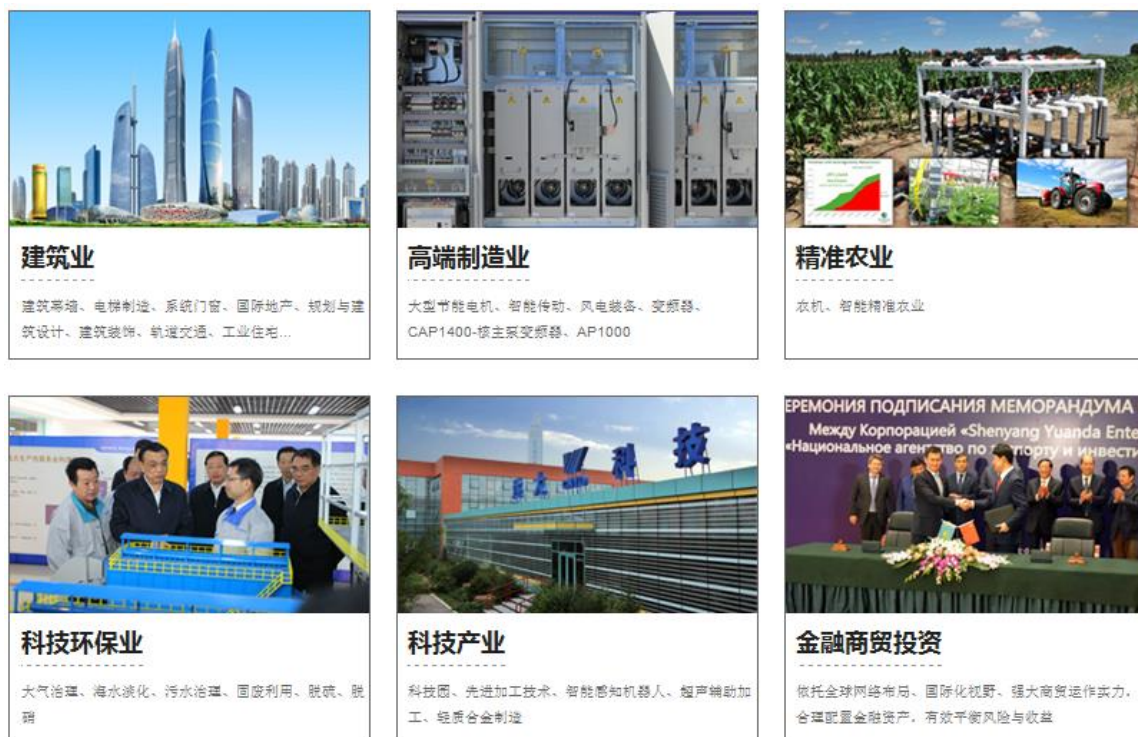 建筑业
建筑幕墙、电梯制造、系统门窗、国际地产、规划与建
筑设计、建筑装饰、轨道交通、工业住宅...
高端制造业
大型节能电机、智能传动、风电装备、变频器、
CAP1400-核主泵变频器、AP1000
精准农业
农机、智能精准农业
科技环保业
大气治理、海水淡化、污水治理、固废利用、脱硫、脱
硝
科技
科技产业
科技园、先进加工技术、智能感知机器人、超声辅助加
工、轻质合金制造
ЕРЕМОНИЯ ПОДПИСАНИЯ МЕМОРАНДУМА
Между Корпорацией «Shenyang Yuanda Ente
«Национальное агентство по экспорту и инвести
金融商贸投资
依托全球网络布局、国际化视野、强大商贸运作实力，
合理配置金融资产，有效平衡风险与收益